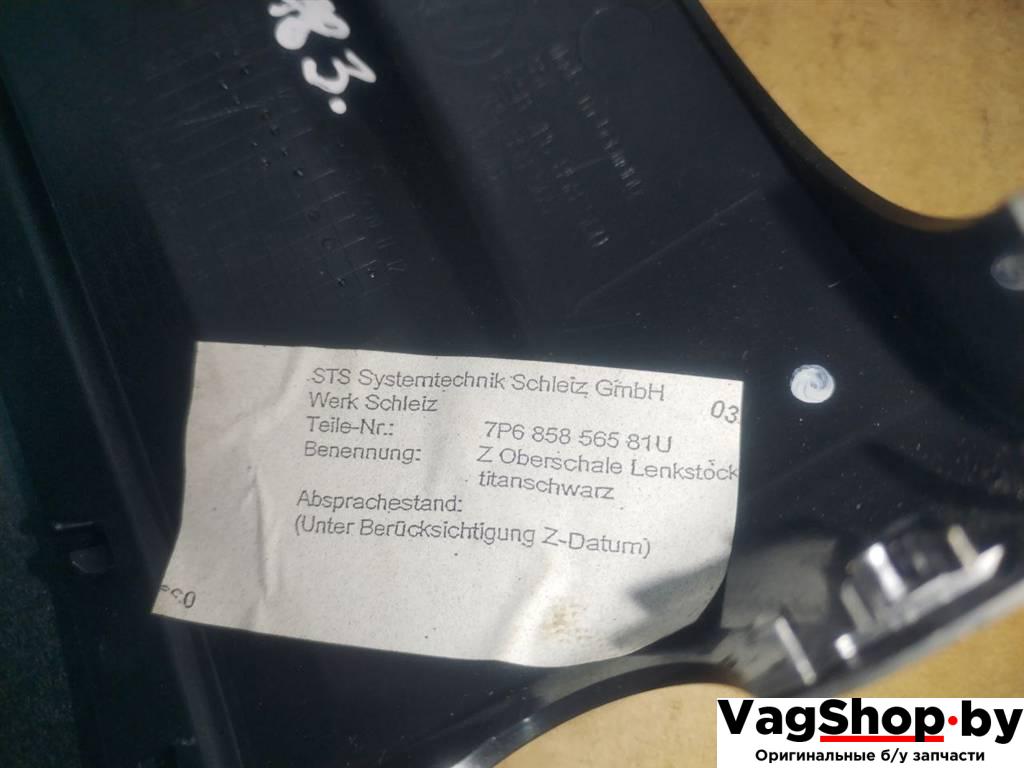 3.
STS Systemtechnik Schleiz GmbH
Werk Schleiz
03.
Teile-Nr.: 7P6 858 565 81U
Benennung: Z Oberschale Lenkstock
titanschwarz
Absprachestand:
(Unter Berücksichtigung Z-Datum)
VagShop.by
Оригинальные б/у запчасти